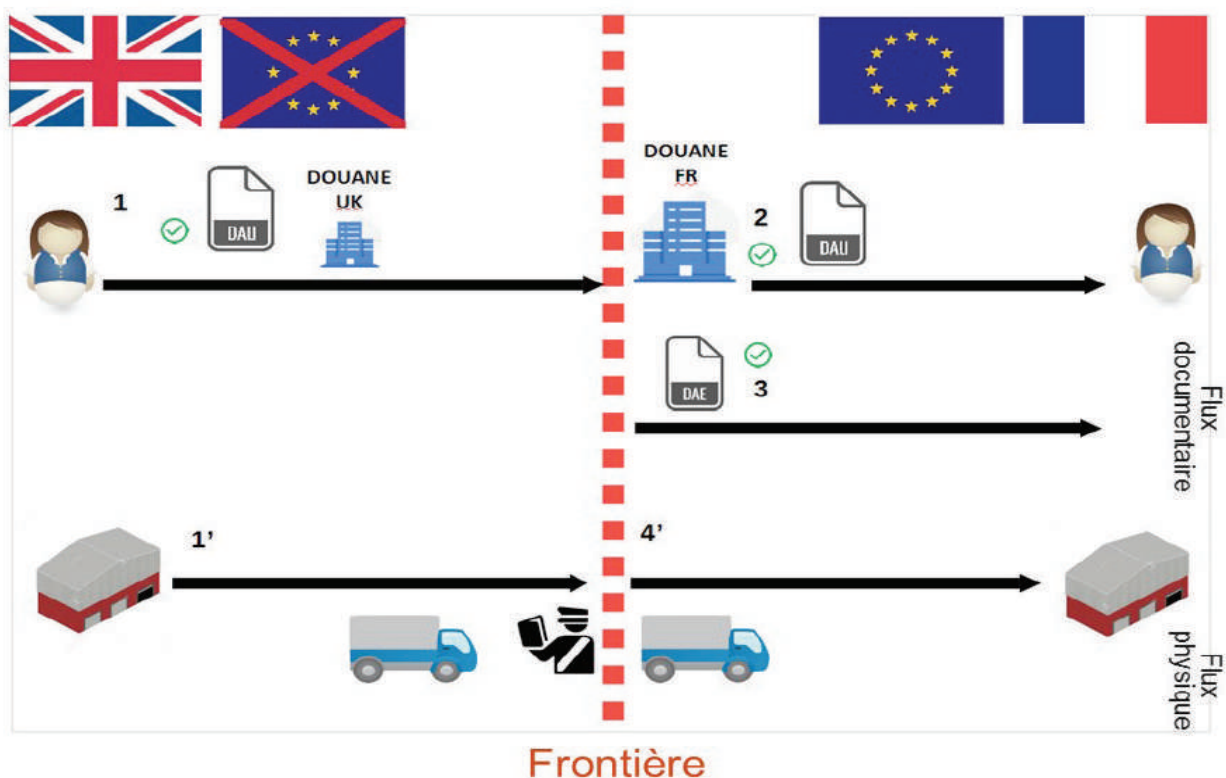 DOUANE
UK
1
DAU
DOUANE
FR
2
DAU
DAE
3
Flux
documentaire
1'
4'
Flux
physique
Frontière